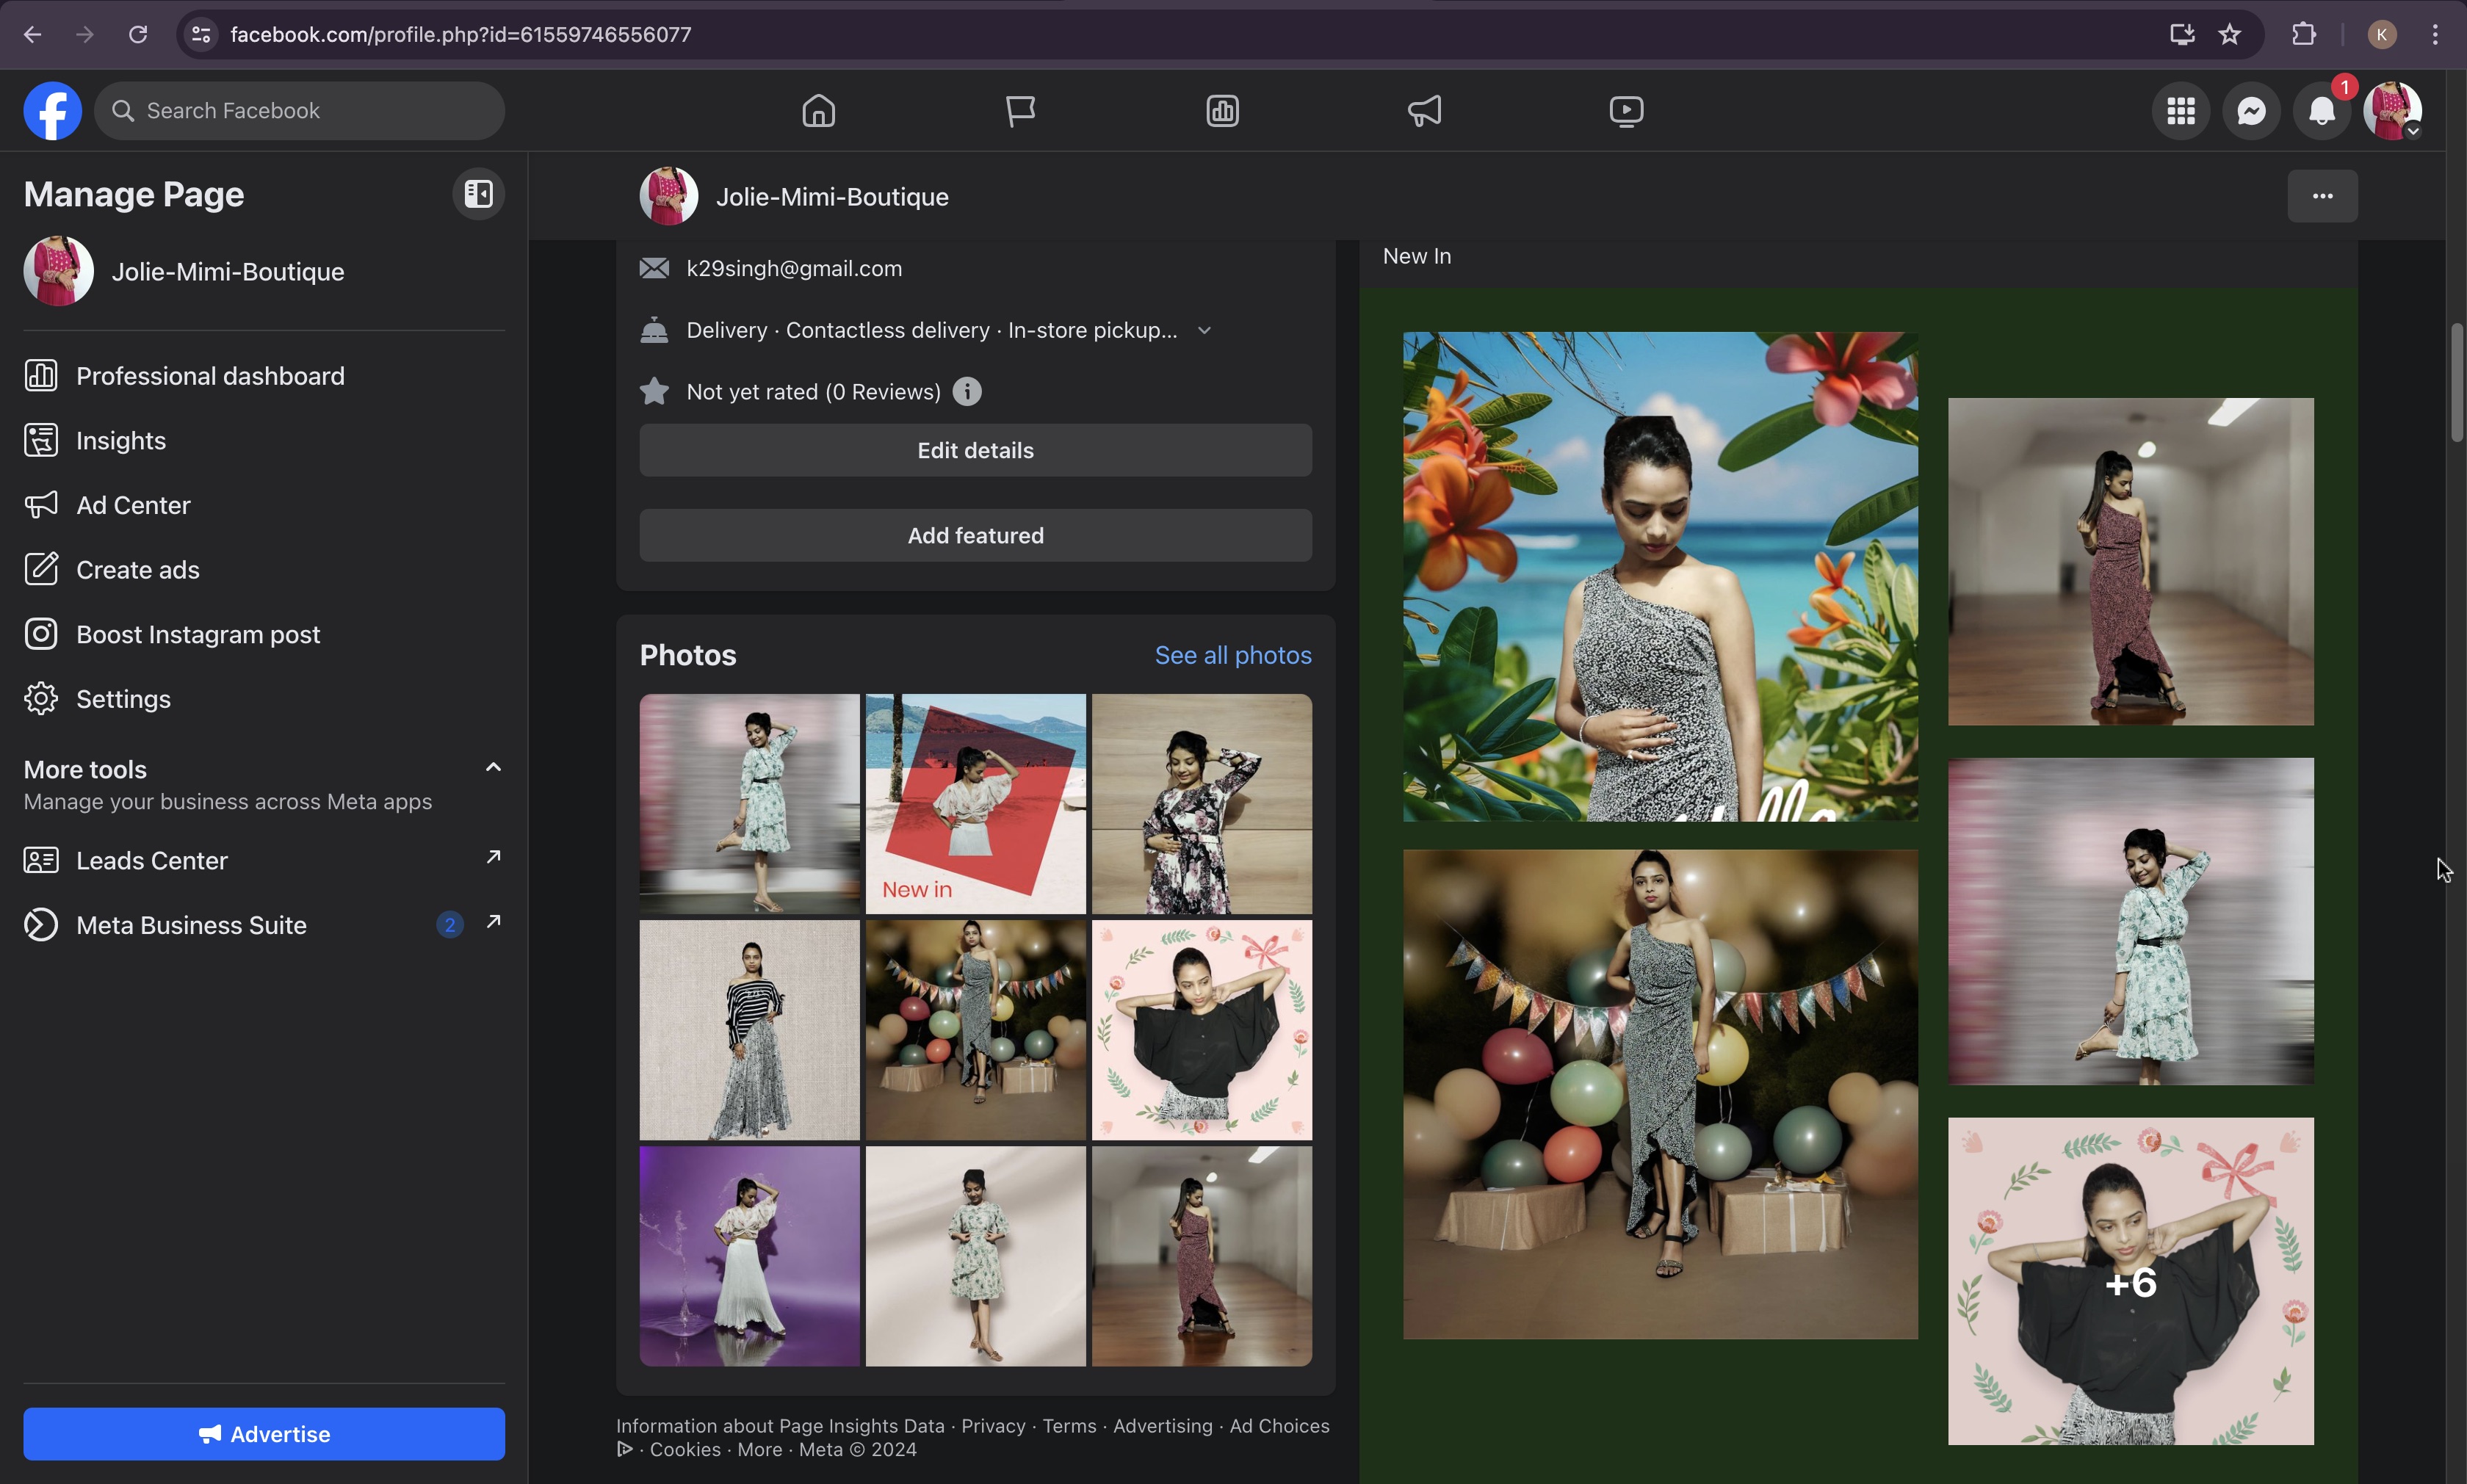 facebook.com/profile.php?id=61559746556077
K
Search Facebook
1
Manage Page
Jolie-Mimi-Boutique
Professional dashboard
Insights
Ad Center
Create ads
Boost Instagram post
Settings
More tools
Manage your business across Meta apps
Leads Center
Meta Business Suite 2
Advertise
Jolie-Mimi-Boutique
k29singh@gmail.com
Delivery · Contactless delivery · In-store pickup...
Not yet rated (0 Reviews)
Edit details
Add featured
Photos See all photos
New in
Information about Page Insights Data · Privacy · Terms · Advertising · Ad Choices
· Cookies · More · Meta © 2024
New In
+6